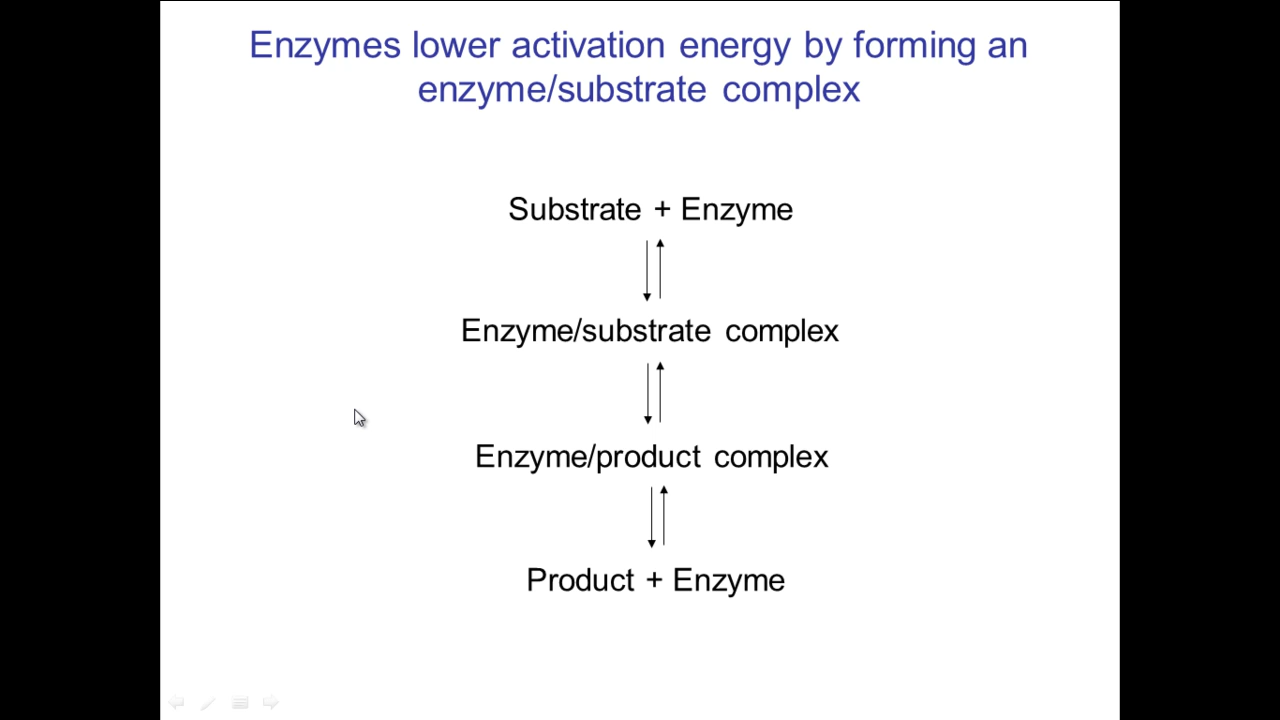 Enzymes lower activation energy by forming an
enzyme/substrate complex
Substrate + Enzyme
Enzyme/substrate complex
Enzyme/product complex
Product + Enzyme